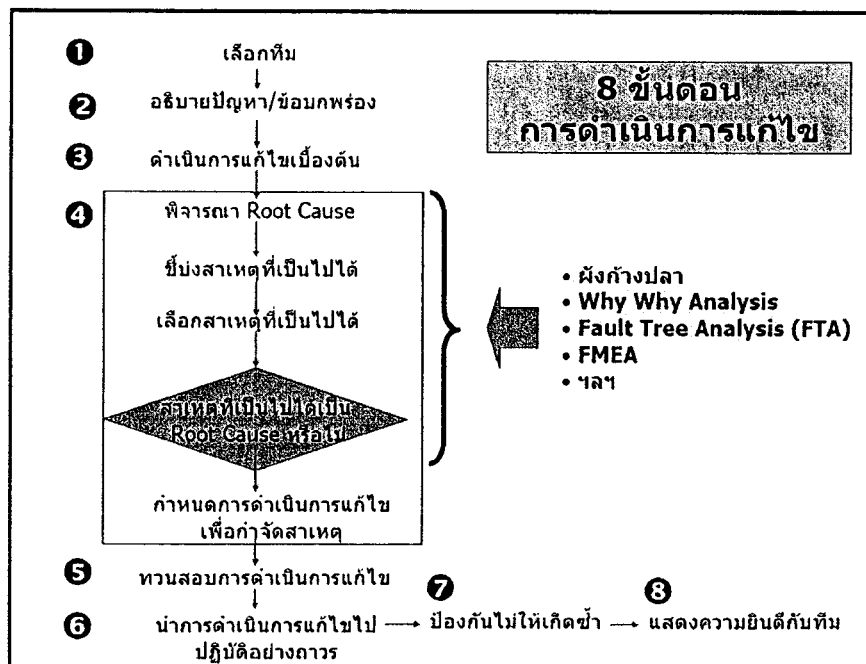 8 ขั้นตอน
การดำเนินการแก้ไข
❶ เลือกทีม
❷ อธิบายปัญหา/ข้อบกพร่อง
❸ ดำเนินการแก้ไขเบื้องต้น
❹ พิจารณา Root Cause
ชี้บ่งสาเหตุที่เป็นไปได้
เลือกสาเหตุที่เป็นไปได้
สาเหตุที่เป็นไปได้เป็น
Root Cause หรือไม่
กำหนดการดำเนินการแก้ไข
เพื่อกำจัดสาเหตุ
• ผังก้างปลา
• Why Why Analysis
• Fault Tree Analysis (FTA)
• FMEA
• ฯลฯ
❺ ทวนสอบการดำเนินการแก้ไข
❻ นำการดำเนินการแก้ไขไป
ปฏิบัติอย่างถาวร
❼ ป้องกันไม่ให้เกิดซ้ำ
❽ แสดงความยินดีกับทีม